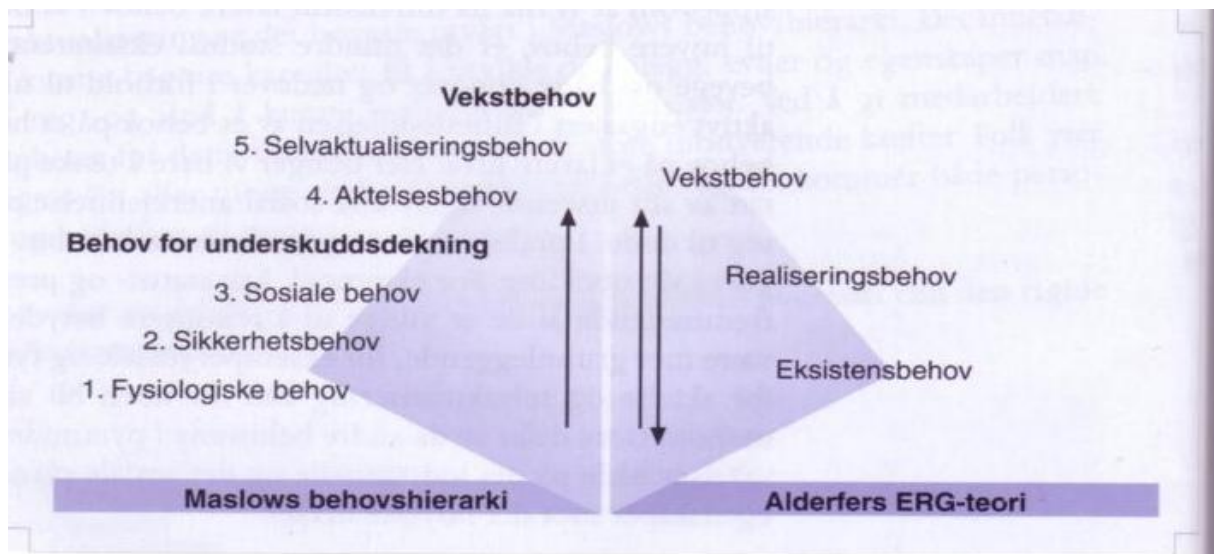 Vekstbehov
5. Selvaktualiseringsbehov
4. Aktelsesbehov
Behov for underskuddsdekning
3. Sosiale behov
2. Sikkerhetsbehov
1. Fysiologiske behov
Maslows behovshierarki
Vekstbehov
Realiseringsbehov
Eksistensbehov
Alderfers ERG-teori